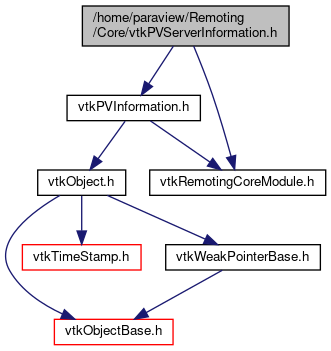 /home/paraview/Remoting
/Core/vtkPVServerInformation.h
vtkPVInformation.h
vtkObject.h
vtkRemotingCoreModule.h
vtkTimeStamp.h
vtkWeakPointerBase.h
vtkObjectBase.h